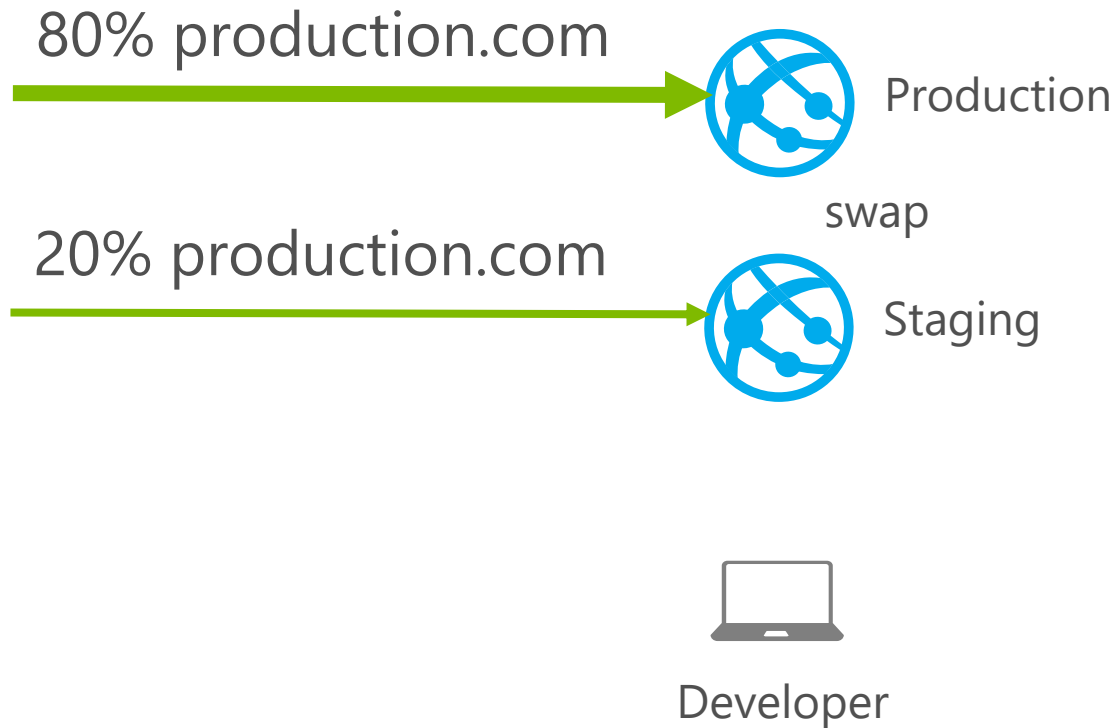 80% production.com
Production
swap
20% production.com
Staging
Developer